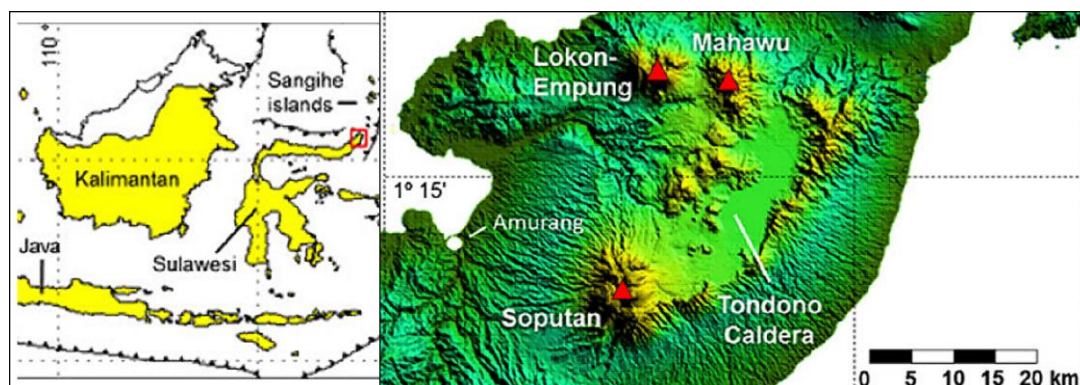 110°
Sangihe
islands
Kalimantan
Java
Sulawesi
Lokon-
Empung
Mahawu
1° 15'
Amurang
Soputan
Tondono
Caldera
0 5 10 15 20 km